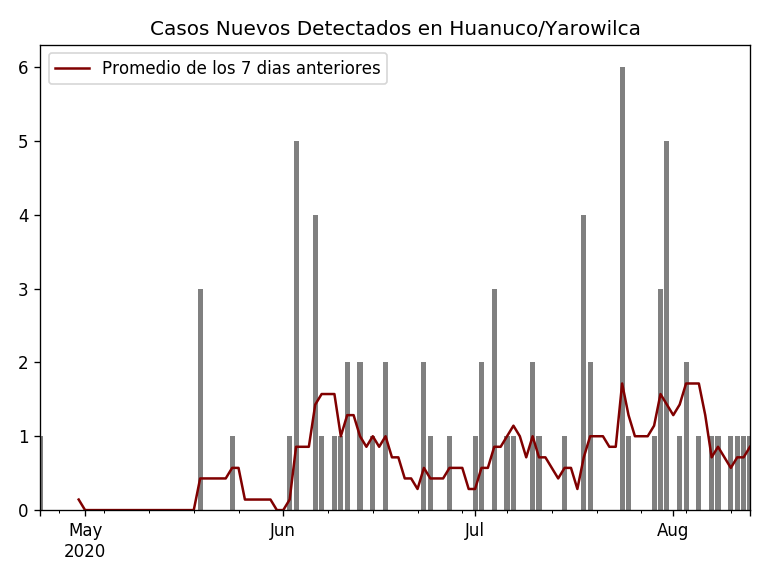 Casos Nuevos Detectados en Huanuco/Yarowilca
Promedio de los 7 dias anteriores
6
5
4
3
2
1
0
May
2020
Jun
Jul
Aug